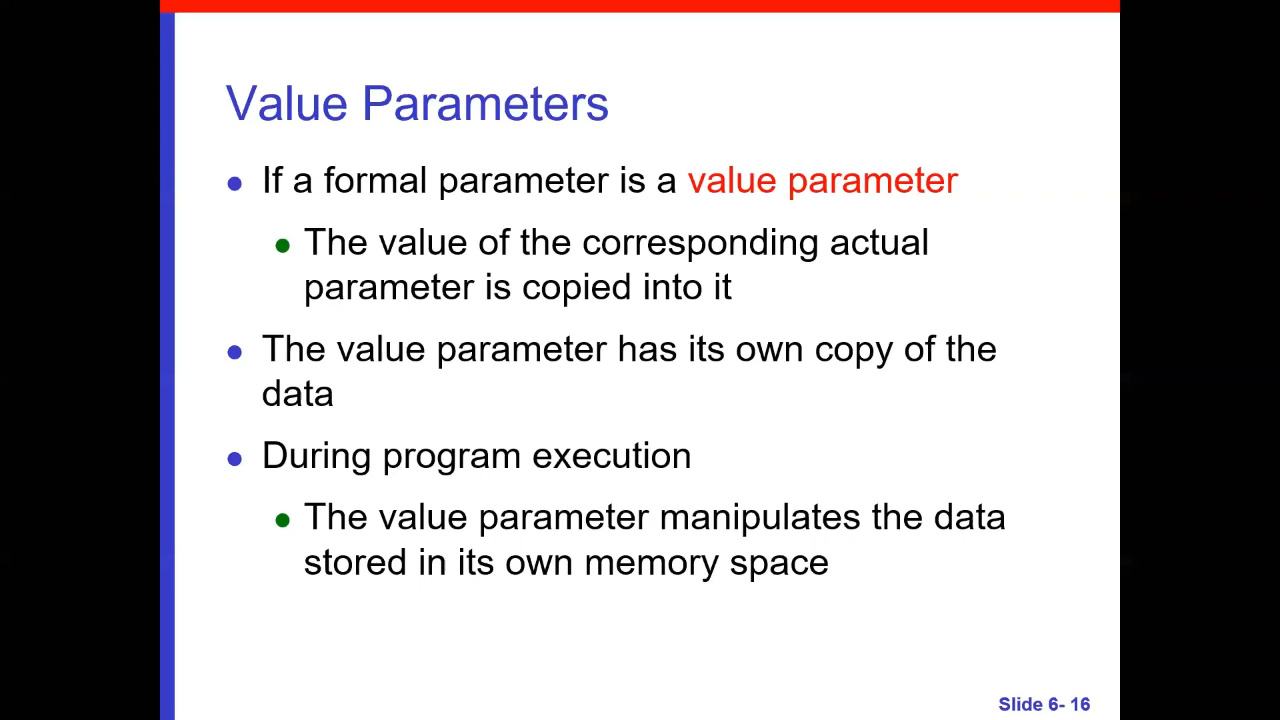 Value Parameters
● If a formal parameter is a value parameter
● The value of the corresponding actual
parameter is copied into it
● The value parameter has its own copy of the
data
● During program execution
● The value parameter manipulates the data
stored in its own memory space
Slide 6- 16